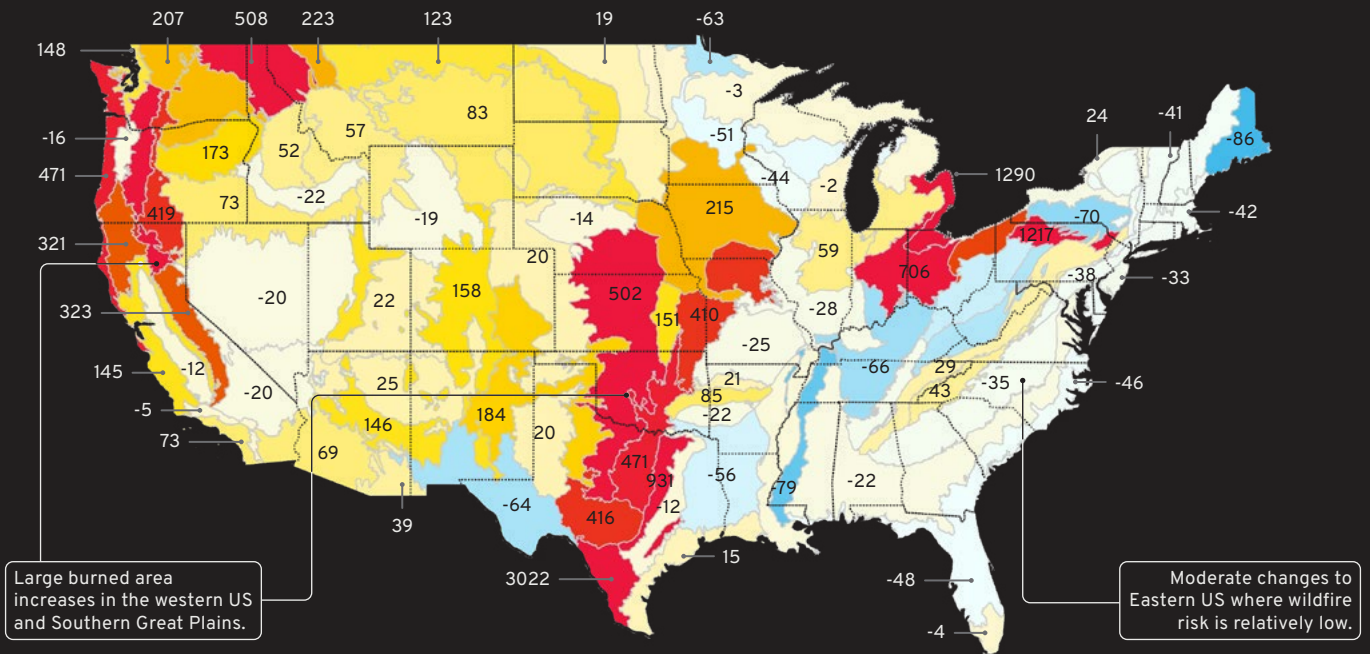 207 508 223 123 19 -63
148
83 -3 24 -41
-16 57 -51 -86
173 52
471 -44 -2 1290
73 -22 215
419 -19 -14 -70 -42
321 1217
20 59
706 -38 -33
-20 22 158 502
323 151 410 -28
-25
145 -12 -66 29
-20 25 21 43 -35 -46
-5 146 184 85 -22
73 69 20
471
931 -56 -79 -22
-64 416 -12
39
15
3022 -48
-4
Large burned area
increases in the western US
and Southern Great Plains.
Moderate changes to
Eastern US where wildfire
risk is relatively low.